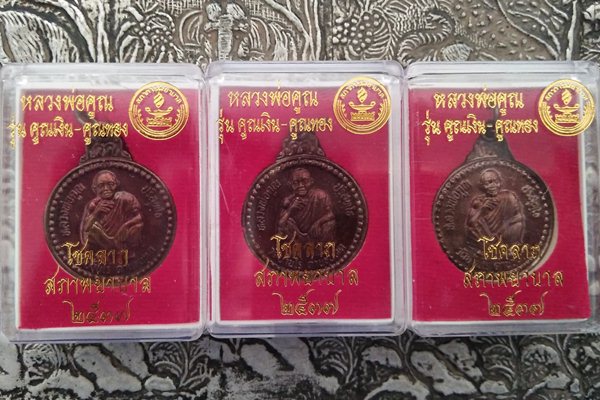 หลวงพ่อคูณ
รุ่น คูณเงิน-คูณทอง
โชคลาภ
สภาพยาบาล
๒๕๓๗
หลวงพ่อคูณ
รุ่น คูณเงิน-คูณทอง
โชคลาภ
สภาพยาบาล
๒๕๓๗
หลวงพ่อคูณ
รุ่น คูณเงิน-คูณทอง
โชคลาภ
สภาพยาบาล
๒๕๓๗